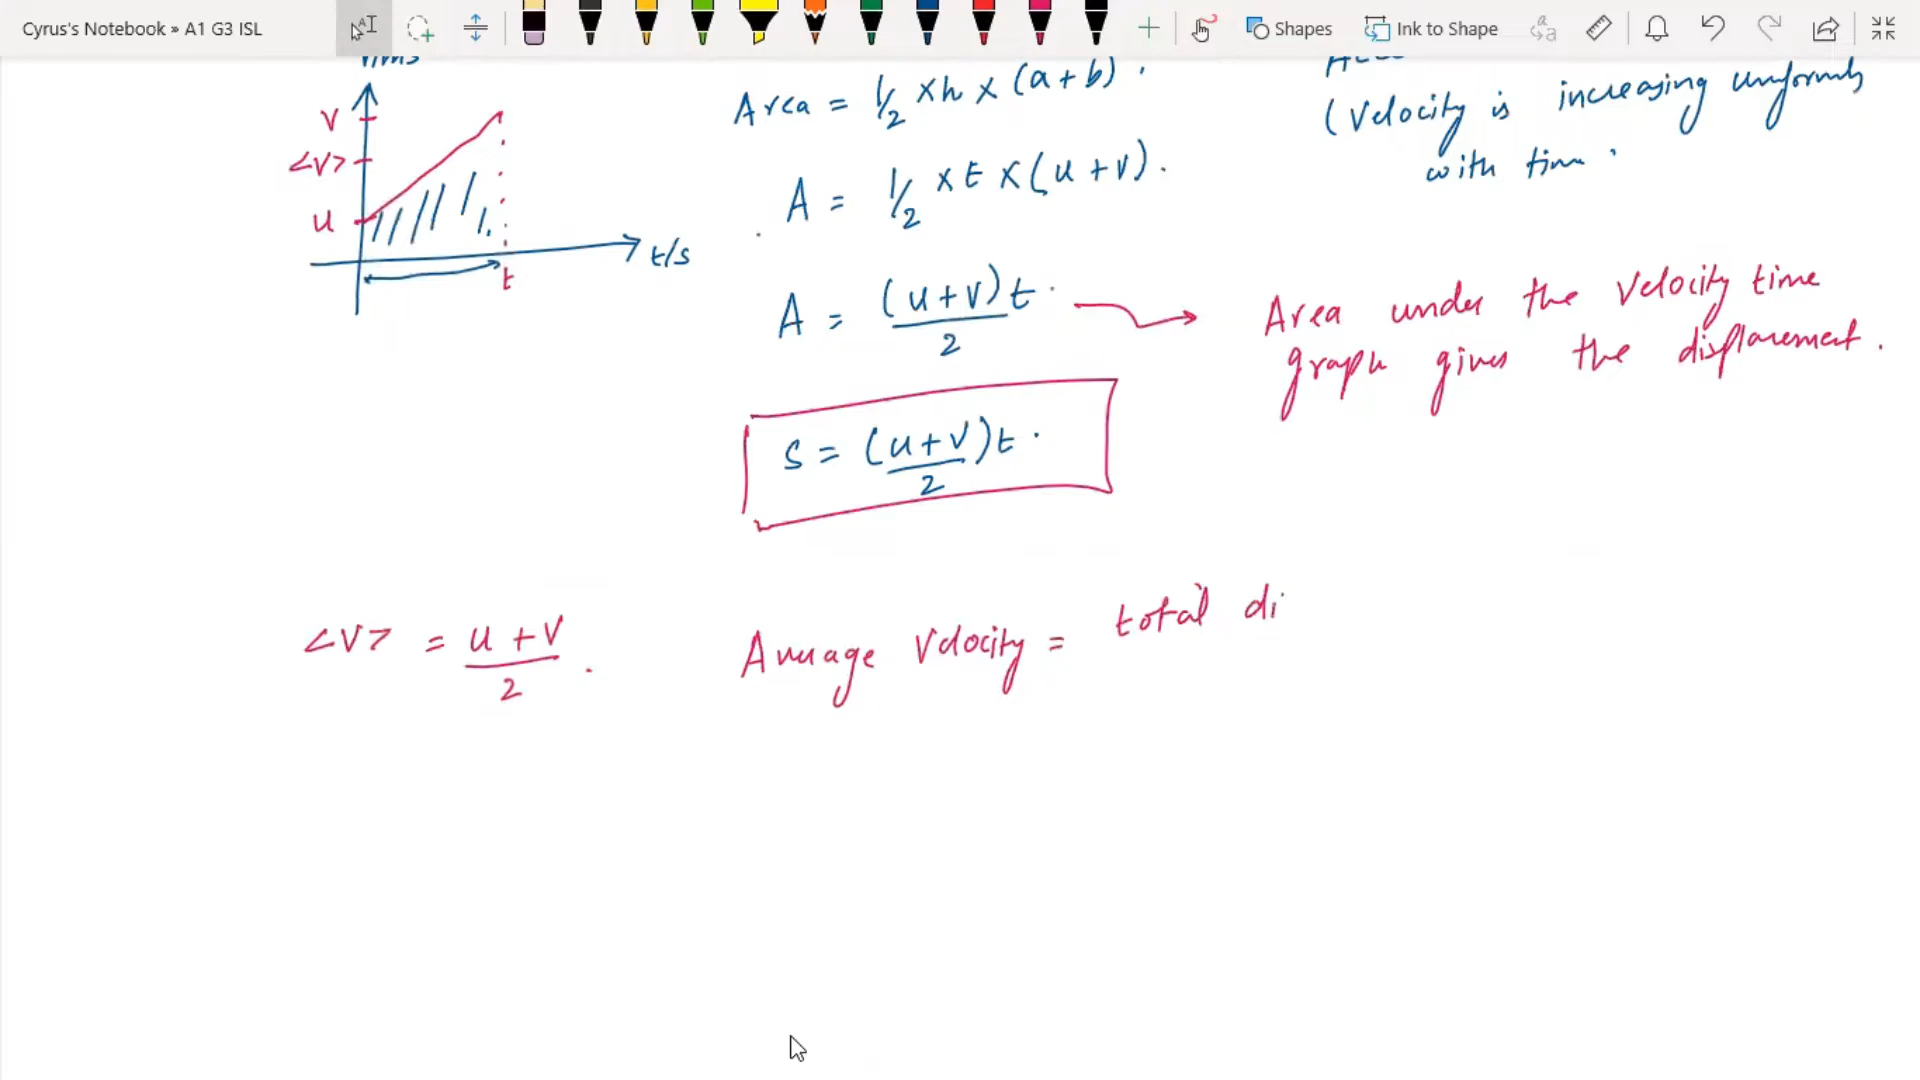 Cyrus's Notebook » A1 G3 ISL
Shapes
Ink to Shape
V
<V>
u
t/s
t
Area = 1/2 × h × (a + b).
A = 1/2 × t × (u + v).
A = (u + v)t / 2
S = (u + v)t / 2
(Velocity is increasing uniformly
with time.
Area under the velocity time
graph gives the displacement.
<V> = u + v / 2.
Average Velocity = total di